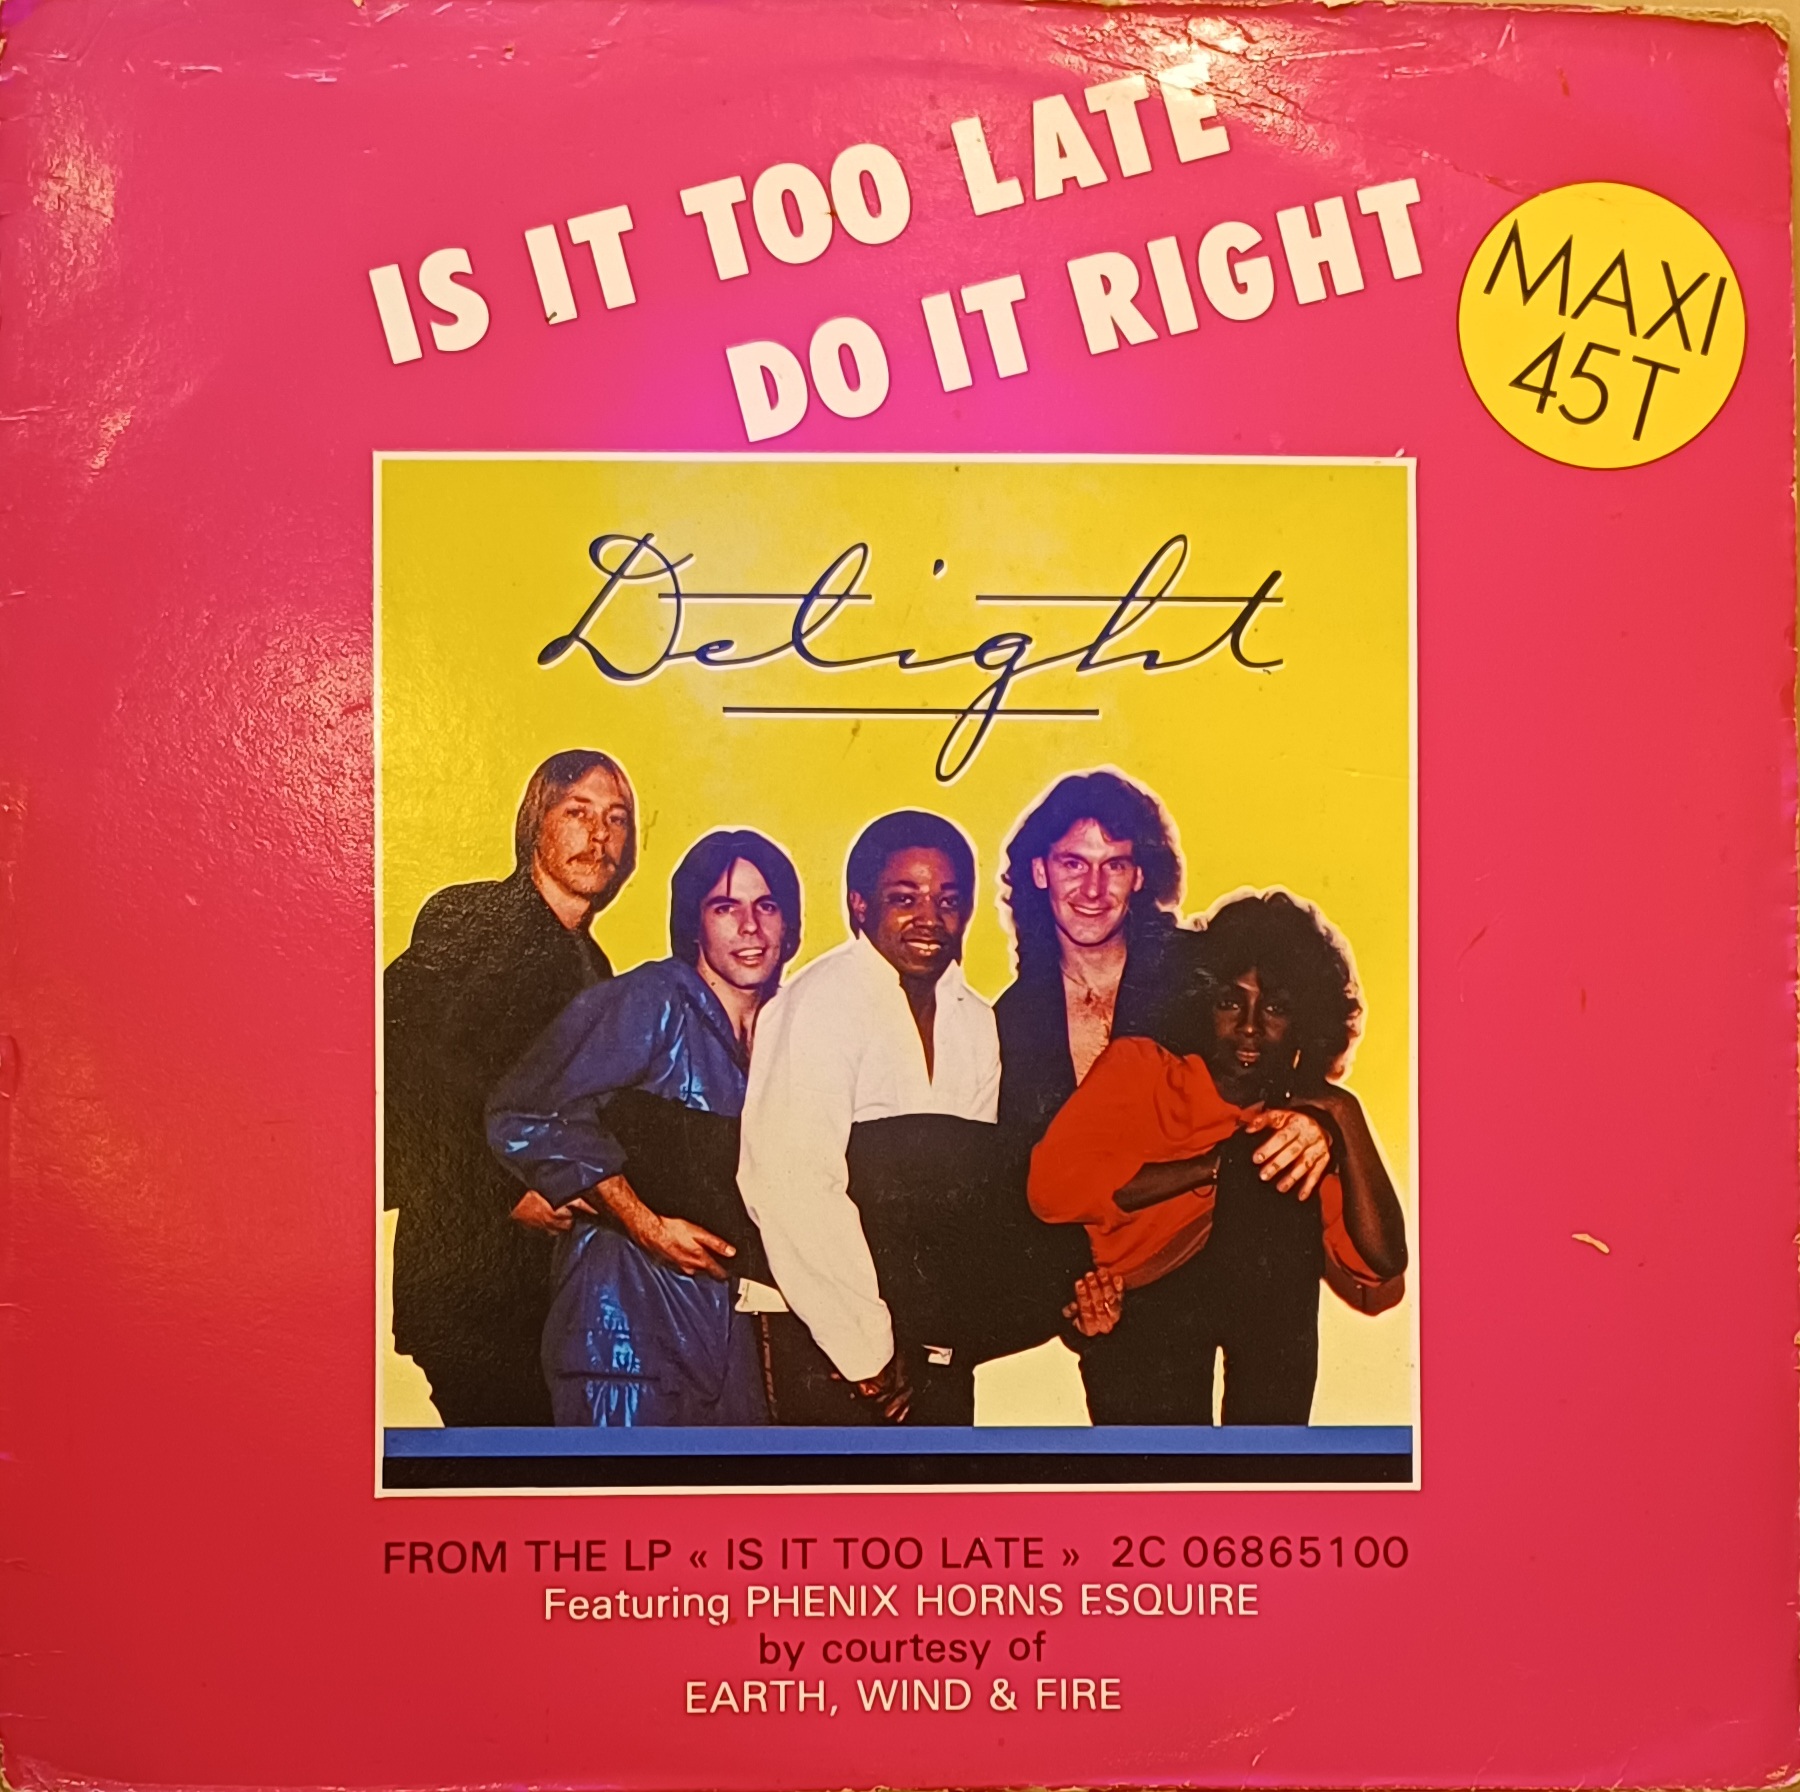 IS IT TOO LATE
DO IT RIGHT
MAXI
45T
Delight
FROM THE LP « IS IT TOO LATE » 2C 06865100
Featuring PHENIX HORNS ESQUIRE
by courtesy of
EARTH, WIND & FIRE